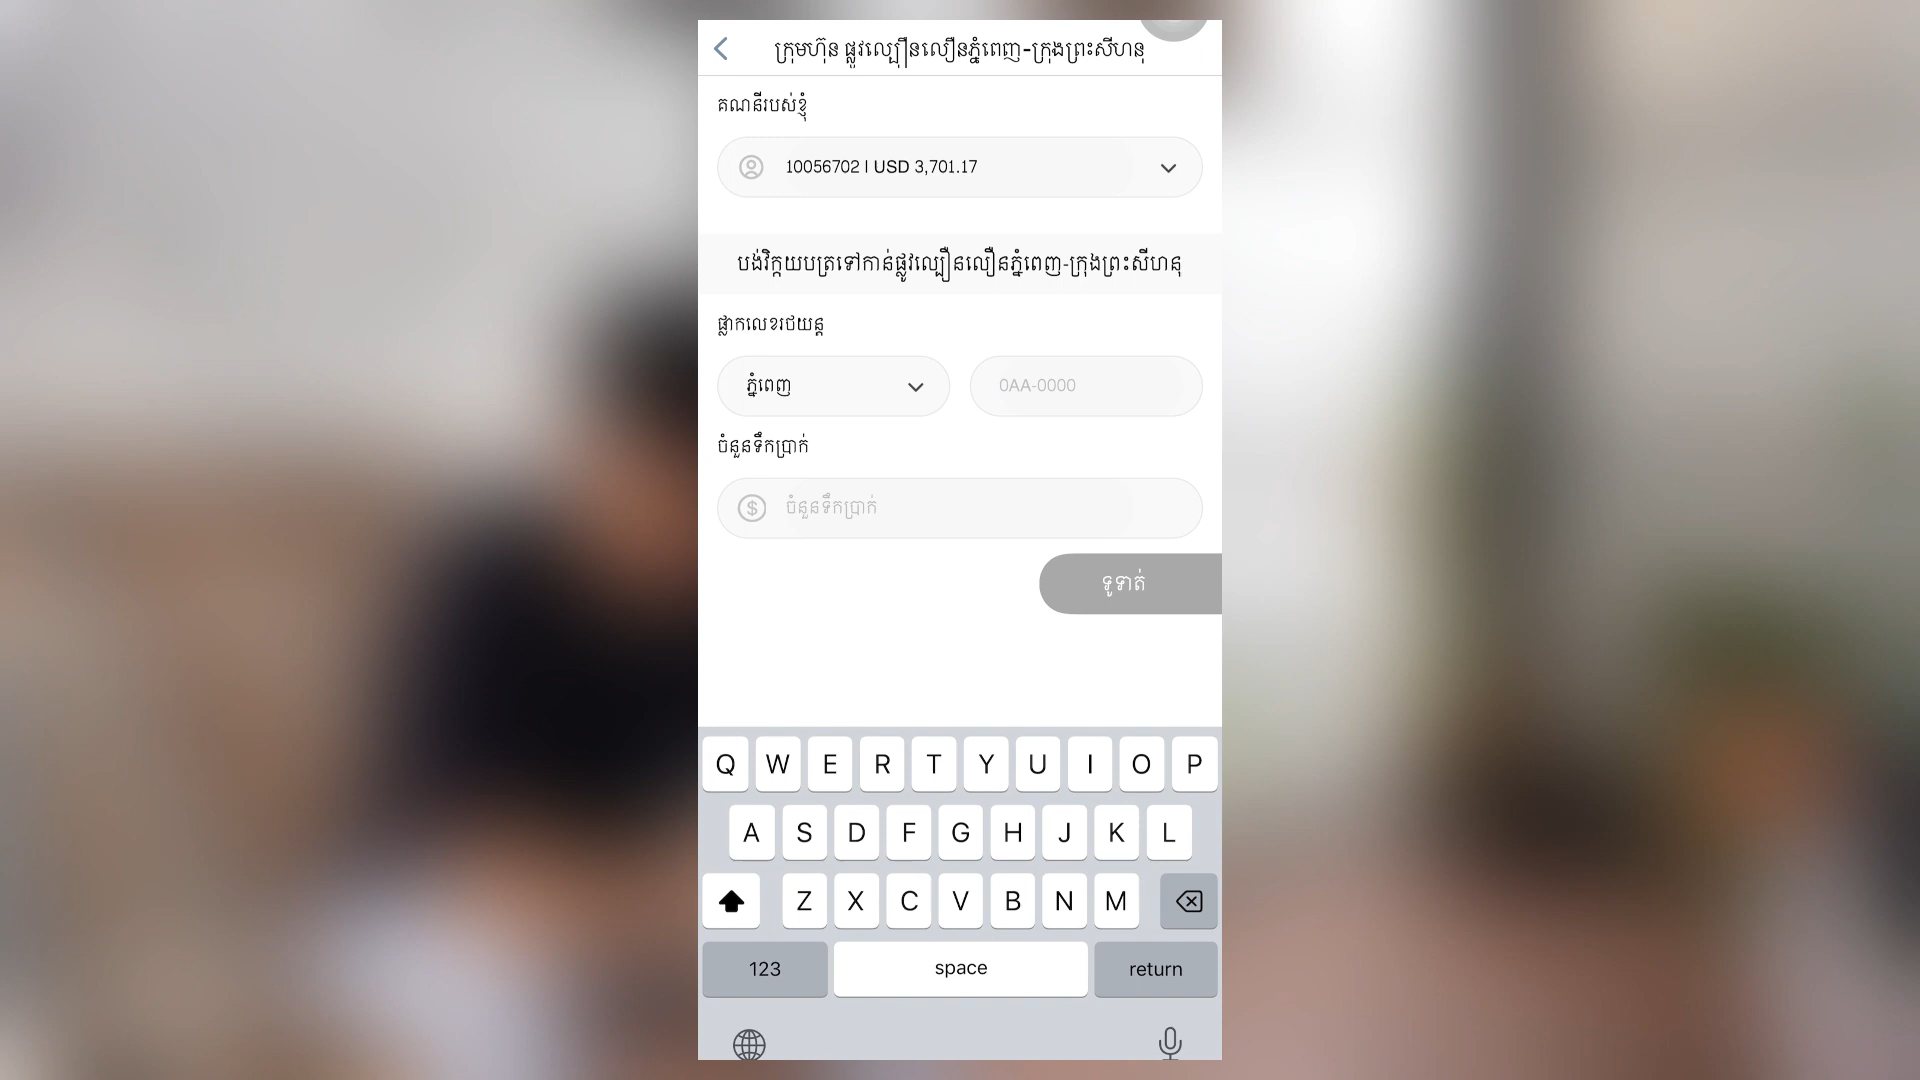 ក្រុមហ៊ុន ផ្លូវល្បឿនលឿនភ្នំពេញ-ក្រុងព្រះសីហនុ
គណនីរបស់ខ្ញុំ
10056702 | USD 3,701.17
បង់វិក្កយបត្រទៅកាន់ផ្លូវល្បឿនលឿនភ្នំពេញ-ក្រុងព្រះសីហនុ
ផ្លាកលេខរថយន្ត
ភ្នំពេញ 0AA-0000
ចំនួនទឹកប្រាក់
$ ចំនួនទឹកប្រាក់
ទូទាត់
Q W E R T Y U I O P
A S D F G H J K L
Z X C V B N M
123 space return